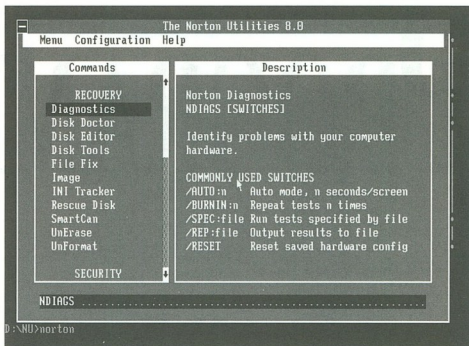 The Norton Utilities 8.0
Menu Configuration Help
Commands
RECOVERY
Diagnostics
Disk Doctor
Disk Editor
Disk Tools
File Fix
Image
INI Tracker
Rescue Disk
SmartCan
UnErase
UnFormat
SECURITY
Description
Norton Diagnostics
NDIAGS [SWITCHES]
Identify problems with your computer
hardware.
COMMONLY USED SWITCHES
/AUTO:n Auto mode, n seconds/screen
/BURNIN:n Repeat tests n times
/SPEC:file Run tests specified by file
/REP:file Output results to file
/RESET Reset saved hardware config
NDIAGS ................................................
D:\NU>norton